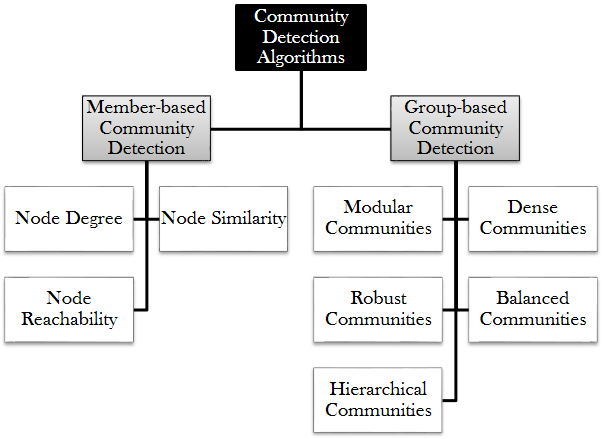 Community
Detection
Algorithms
Member-based
Community
Detection
Group-based
Community
Detection
Node Degree
Node Similarity
Modular
Communities
Dense
Communities
Node
Reachability
Robust
Communities
Balanced
Communities
Hierarchical
Communities